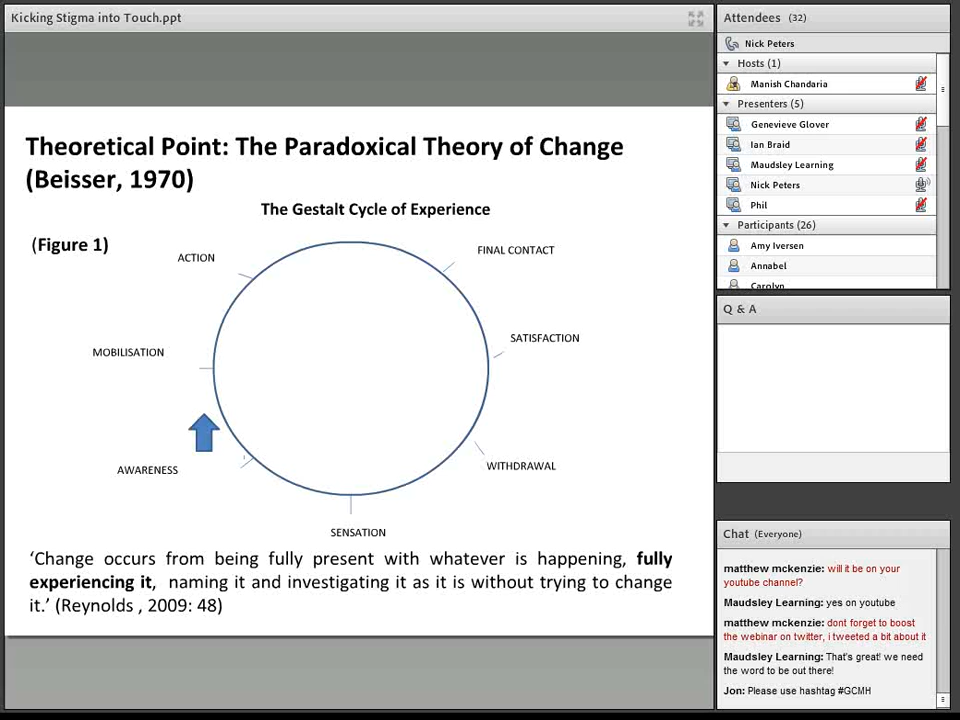 Kicking Stigma into Touch.ppt
Theoretical Point: The Paradoxical Theory of Change
(Beisser, 1970)
The Gestalt Cycle of Experience
(Figure 1)
ACTION
FINAL CONTACT
MOBILISATION
SATISFACTION
AWARENESS
WITHDRAWAL
SENSATION
‘Change occurs from being fully present with whatever is happening, fully
experiencing it, naming it and investigating it as it is without trying to change
it.’ (Reynolds , 2009: 48)
Attendees (32)
Nick Peters
Hosts (1)
Manish Chandaria
Presenters (5)
Genevieve Glover
Ian Braid
Maudsley Learning
Nick Peters
Phil
Participants (26)
Amy Iversen
Annabel
Carolyn
Q & A
Chat (Everyone)
matthew mckenzie: will it be on your
youtube channel?
Maudsley Learning: yes on youtube
matthew mckenzie: dont forget to boost
the webinar on twitter, i tweeted a bit about it
Maudsley Learning: That's great! we need
the word to be out there!
Jon: Please use hashtag #GCMH